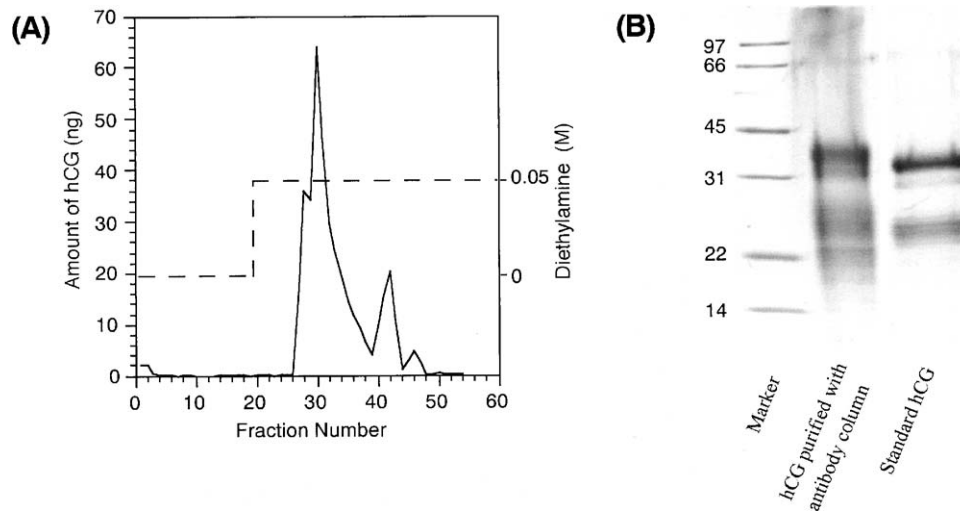 (A)
70
60
50
40
30
20
10
0
Amount of hCG (ng)
0.05
0
Diethylamine (M)
0 10 20 30 40 50 60
Fraction Number
(B)
97
66
45
31
22
14
Marker
hCG purified with
antibody column
Standard hCG